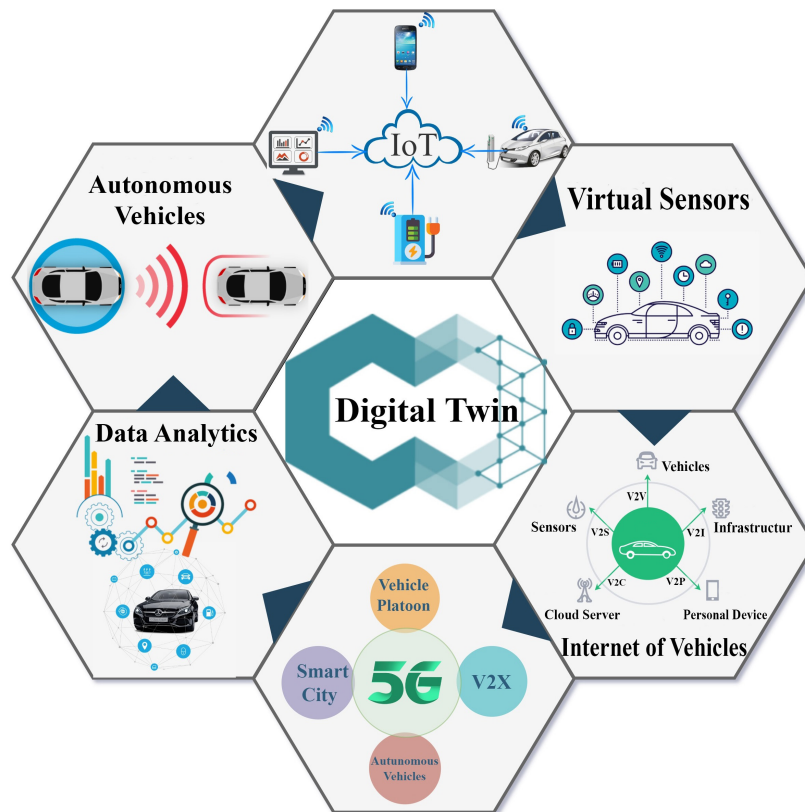 IoT
Autonomous
Vehicles
Virtual Sensors
Digital Twin
Data Analytics
Vehicles
V2V
Sensors
Infrastructur
V2S
V2I
V2C
V2P
Cloud Server
Personal Device
Internet of Vehicles
Vehicle
Platoon
Smart
City
5G
V2X
Autunomous
Vehicles